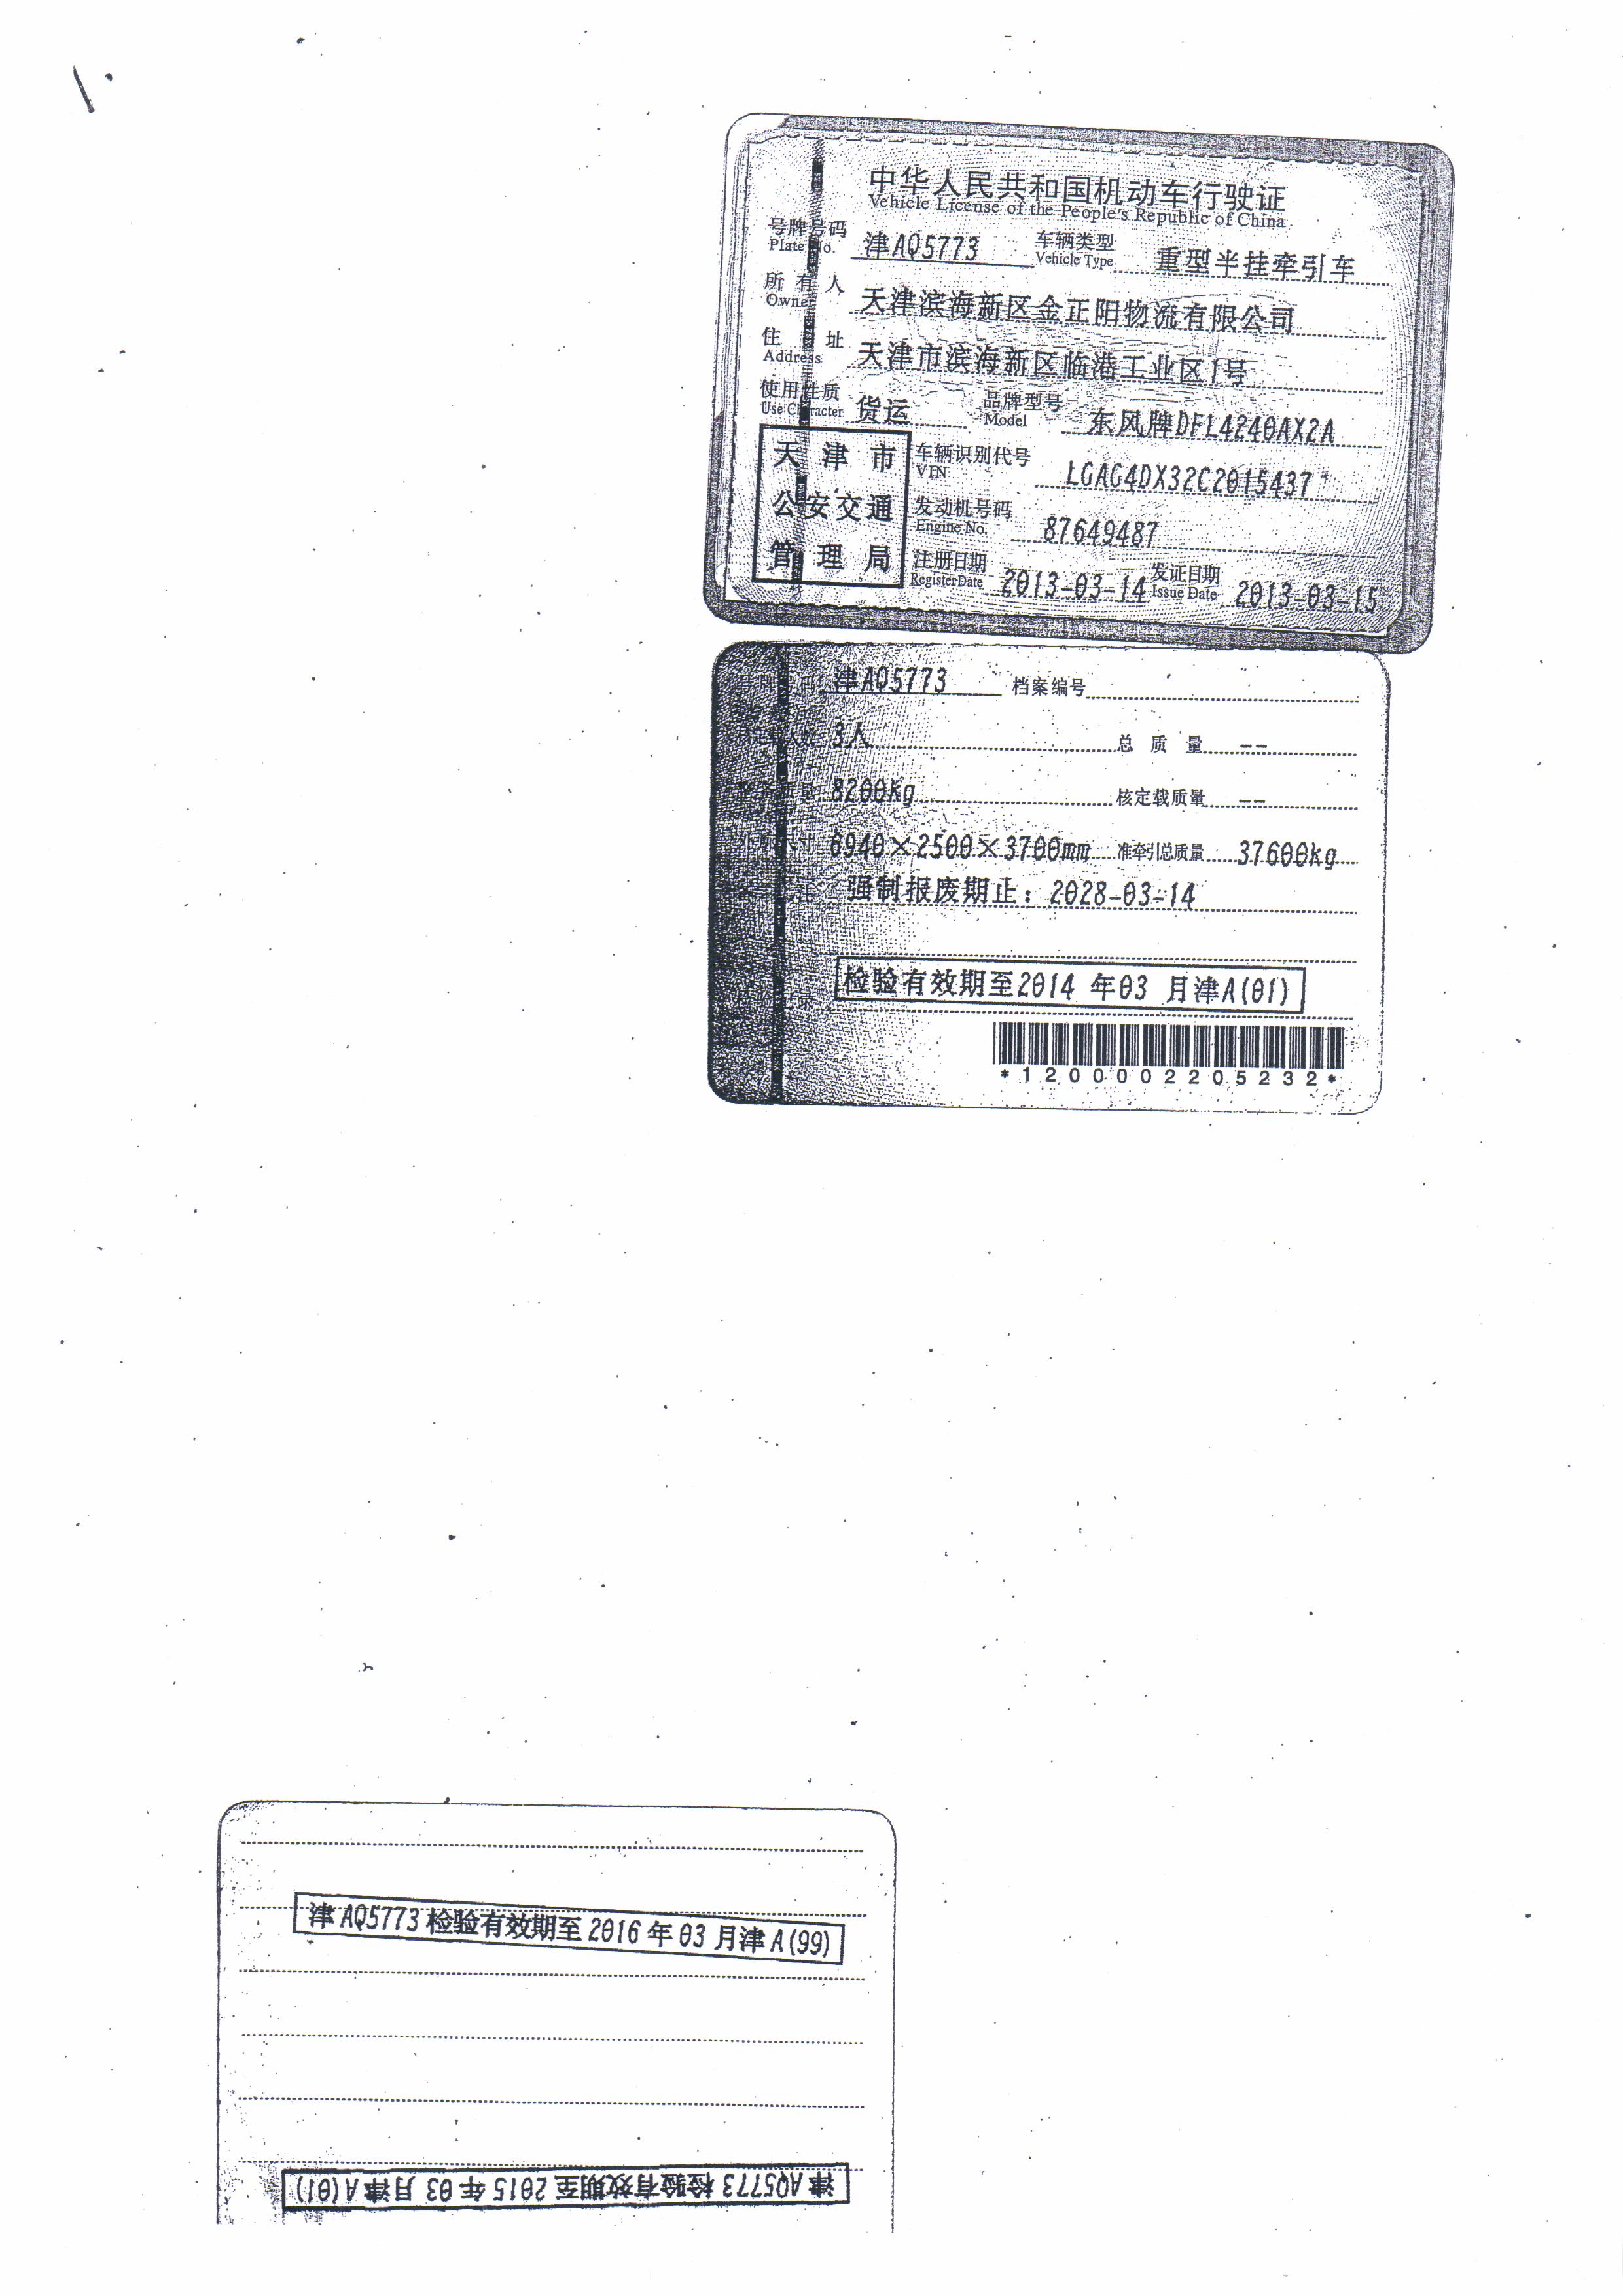 中华人民共和国机动车行驶证
Vehicle License of the People's Republic of China
号牌号码 津AQ5773 车辆类型 重型半挂牵引车
Plate No. Vehicle Type
所有人 天津滨海新区金正阳物流有限公司
Owner
住址 天津市滨海新区临港工业区1号
Address
使用性质 货运 品牌型号 东风牌DFL4240AX2A
Use Character Model
天津市 车辆识别代号 LGAG4DX32C2015437
VIN
公安交通 发动机号码 87649487
Engine No.
管理局 注册日期 2013-03-14 发证日期 2013-03-15
Register Date Issue Date
津AQ5773 档案编号
3人 总质量 --
8200kg 核定载质量 --
6940×2500×3700mm 准牵引总质量 37600kg
强制报废期止：2028-03-14
检验有效期至2014 年03 月津A(01)
*1200002205232*
津AQ5773检验有效期至2016年03月津A(99)
津AQ5773检验有效期至2015年03月津A(01)